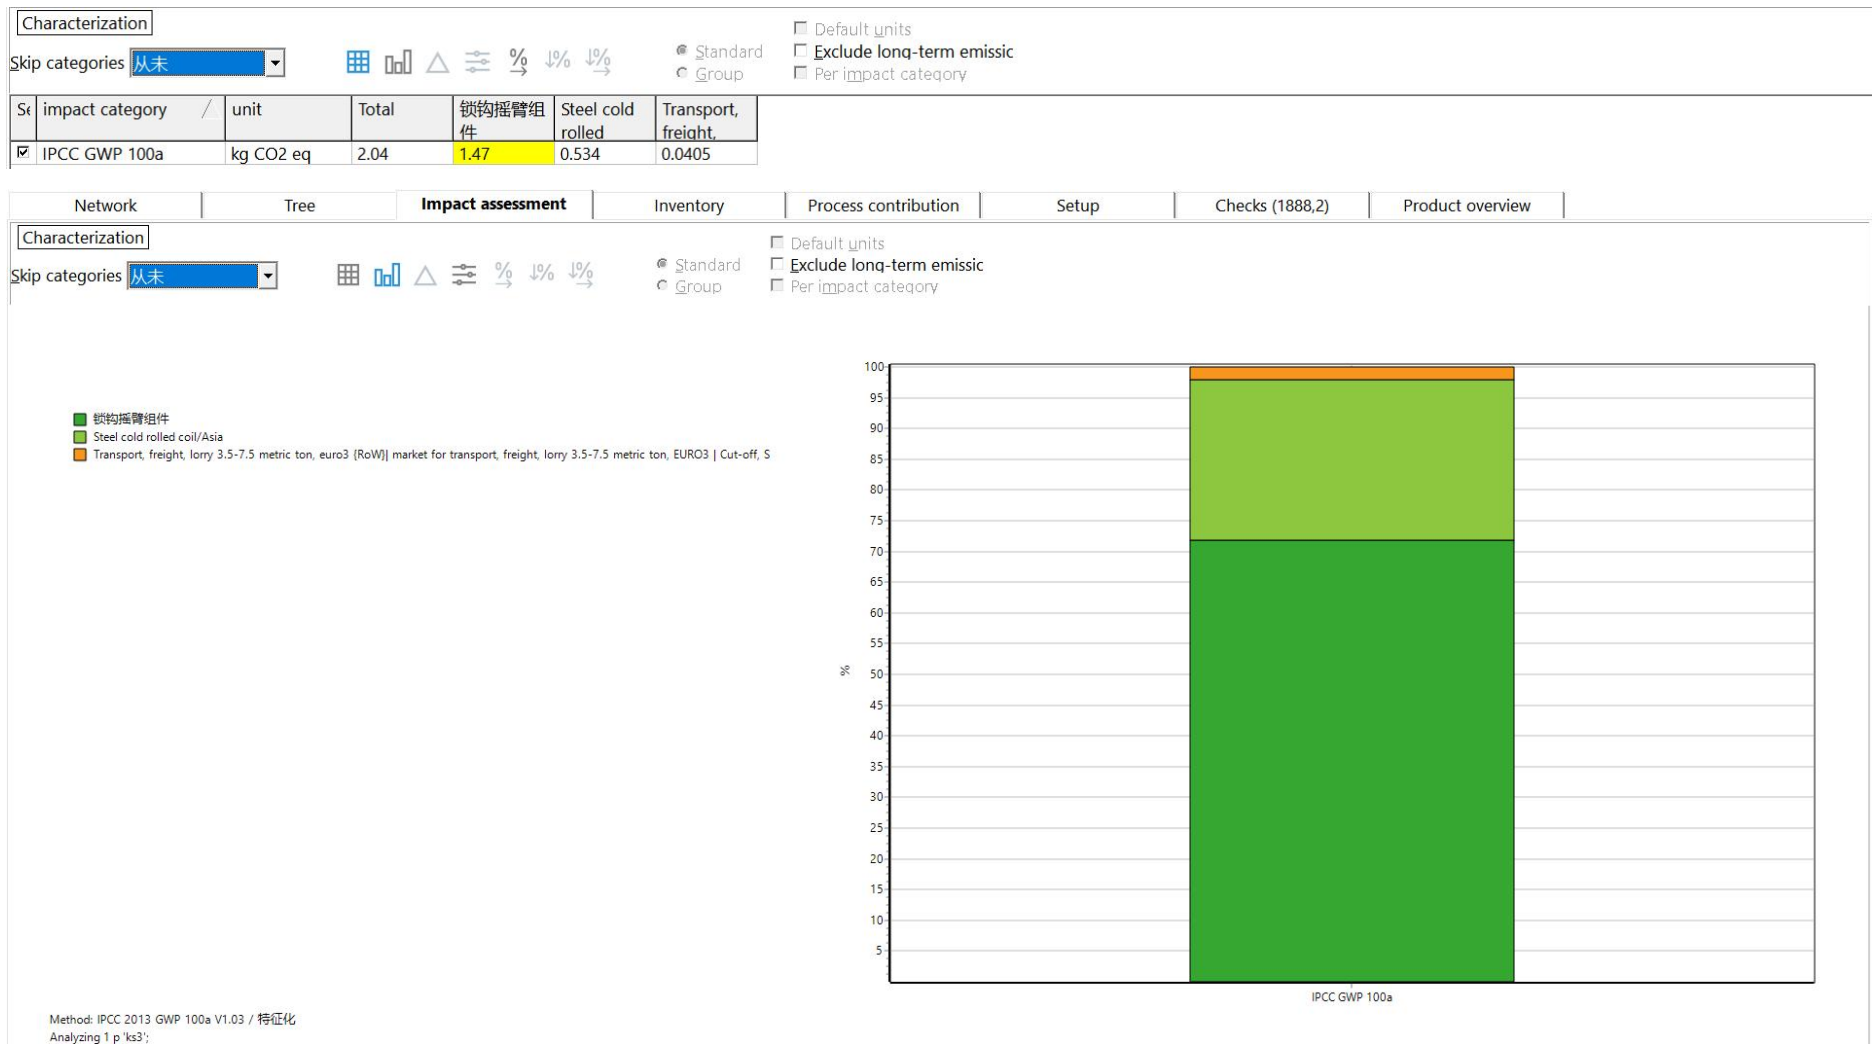 Characterization
Default units
Skip categories 从未
Standard
Exclude long-term emissic
Group
Per impact category
Se impact category unit Total 锁钩摇臂组件 Steel cold rolled Transport, freight,
IPCC GWP 100a kg CO2 eq 2.04 1.47 0.534 0.0405
Network Tree Impact assessment Inventory Process contribution Setup Checks (1888,2) Product overview
Characterization
Default units
Skip categories 从未
Standard
Exclude long-term emissic
Group
Per impact category
锁钩摇臂组件
Steel cold rolled coil/Asia
Transport, freight, lorry 3.5-7.5 metric ton, euro3 {RoW}| market for transport, freight, lorry 3.5-7.5 metric ton, EURO3 | Cut-off, S
100
95
90
85
80
75
70
65
60
55
%
50
45
40
35
30
25
20
15
10
5
IPCC GWP 100a
Method: IPCC 2013 GWP 100a V1.03 / 特征化
Analyzing 1 p 'ks3';